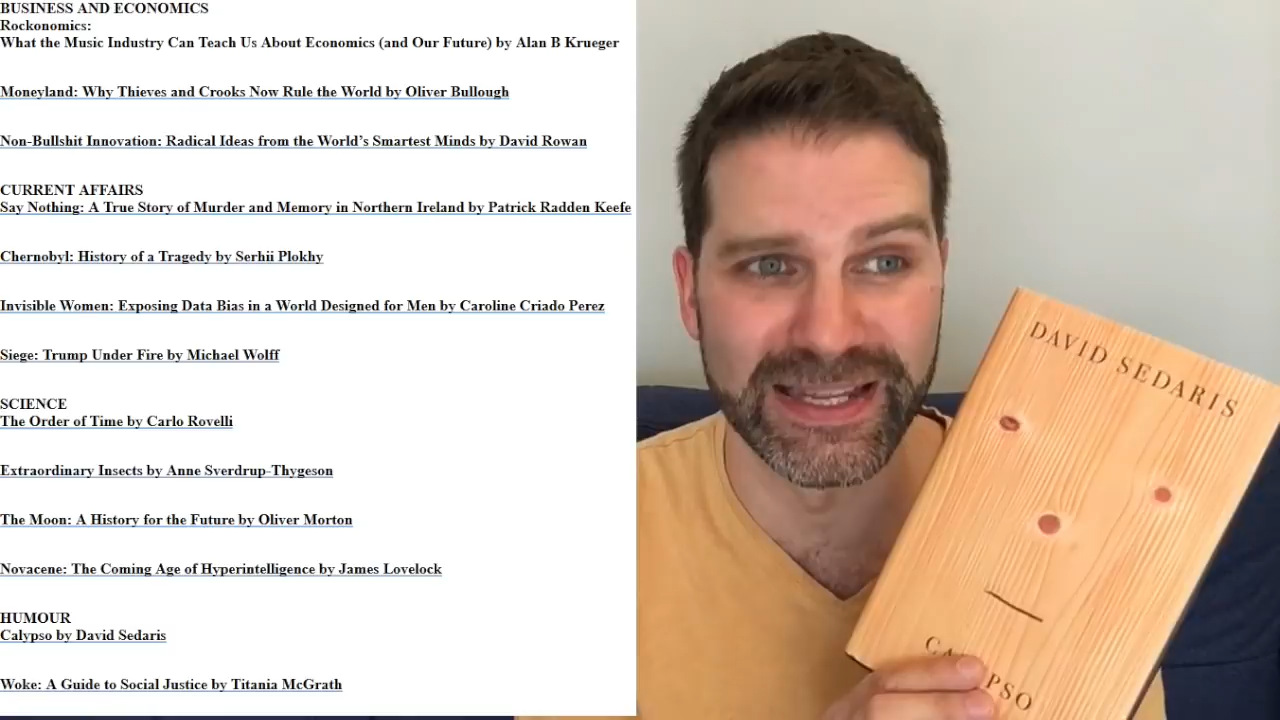 BUSINESS AND ECONOMICS
Rockonomics:
What the Music Industry Can Teach Us About Economics (and Our Future) by Alan B Krueger
Moneyland: Why Thieves and Crooks Now Rule the World by Oliver Bullough
Non-Bullshit Innovation: Radical Ideas from the World’s Smartest Minds by David Rowan
CURRENT AFFAIRS
Say Nothing: A True Story of Murder and Memory in Northern Ireland by Patrick Radden Keefe
Chernobyl: History of a Tragedy by Serhii Plokhy
Invisible Women: Exposing Data Bias in a World Designed for Men by Caroline Criado Perez
Siege: Trump Under Fire by Michael Wolff
SCIENCE
The Order of Time by Carlo Rovelli
Extraordinary Insects by Anne Sverdrup-Thygeson
The Moon: A History for the Future by Oliver Morton
Novacene: The Coming Age of Hyperintelligence by James Lovelock
HUMOUR
Calypso by David Sedaris
Woke: A Guide to Social Justice by Titania McGrath
DAVID SEDARIS